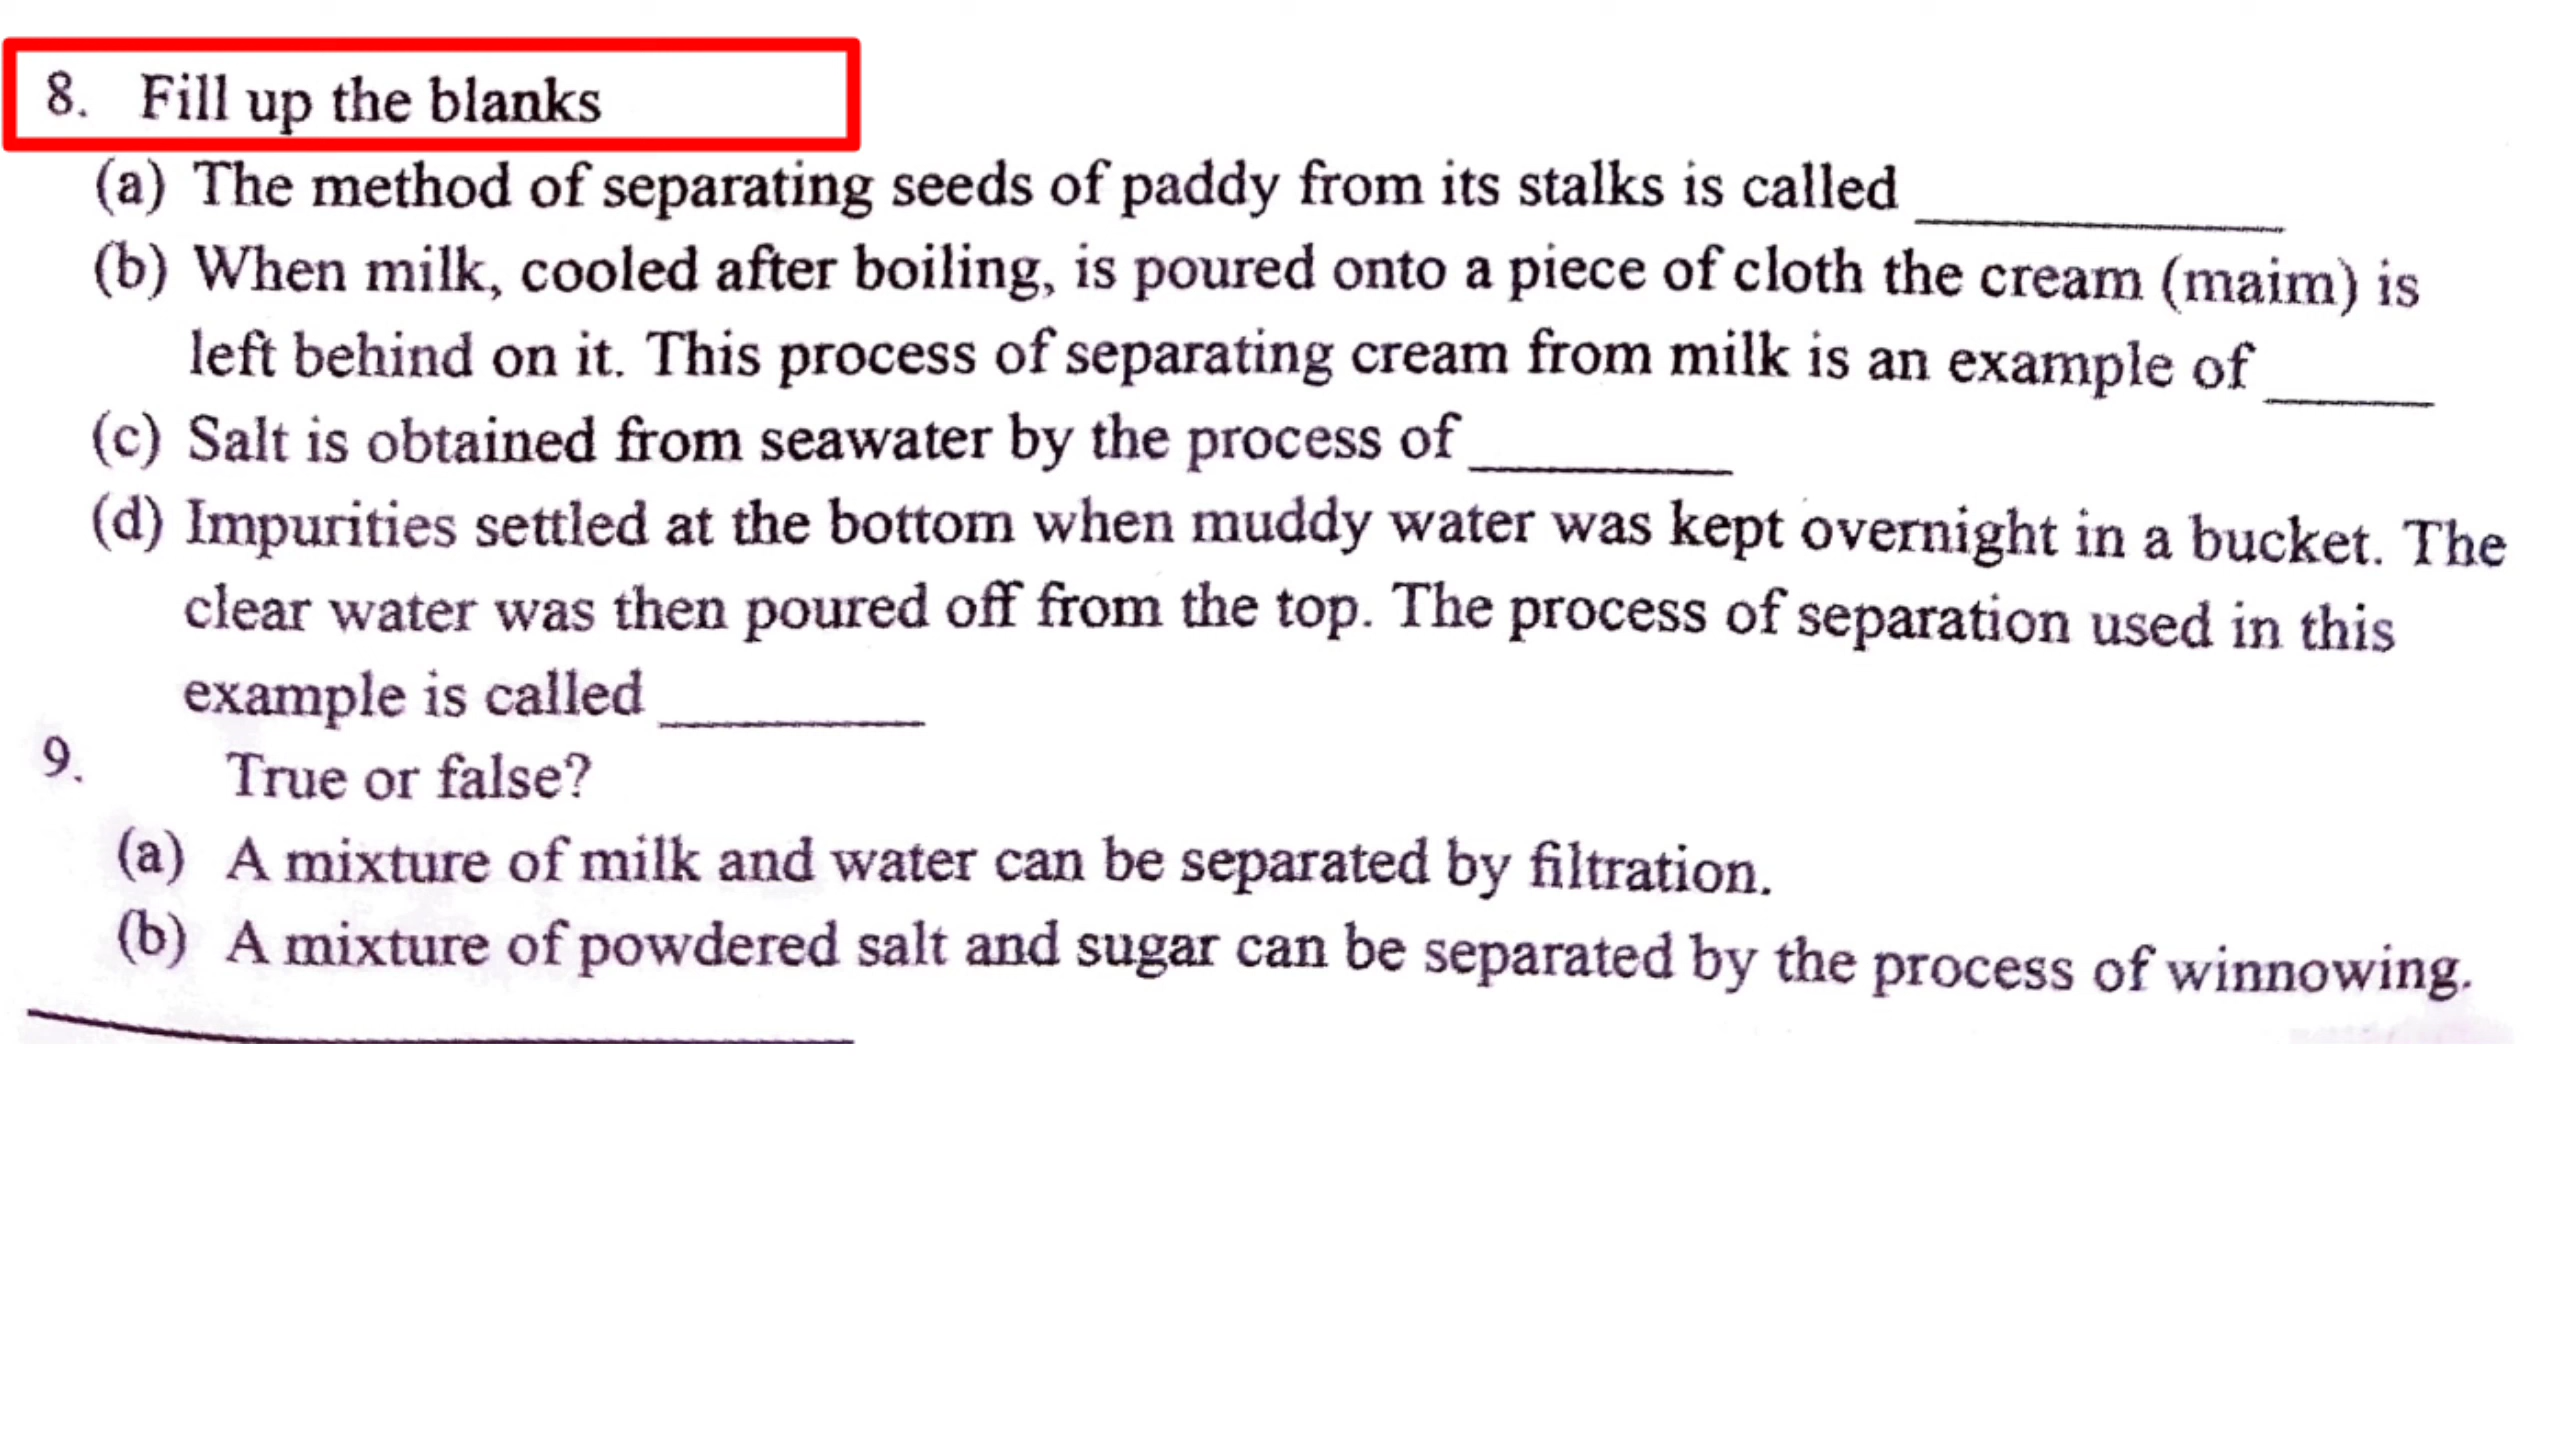 8. Fill up the blanks
(a) The method of separating seeds of paddy from its stalks is called ___________
(b) When milk, cooled after boiling, is poured onto a piece of cloth the cream (maim) is
left behind on it. This process of separating cream from milk is an example of _____
(c) Salt is obtained from seawater by the process of ________
(d) Impurities settled at the bottom when muddy water was kept overnight in a bucket. The
clear water was then poured off from the top. The process of separation used in this
example is called ________
9. True or false?
(a) A mixture of milk and water can be separated by filtration.
(b) A mixture of powdered salt and sugar can be separated by the process of winnowing.